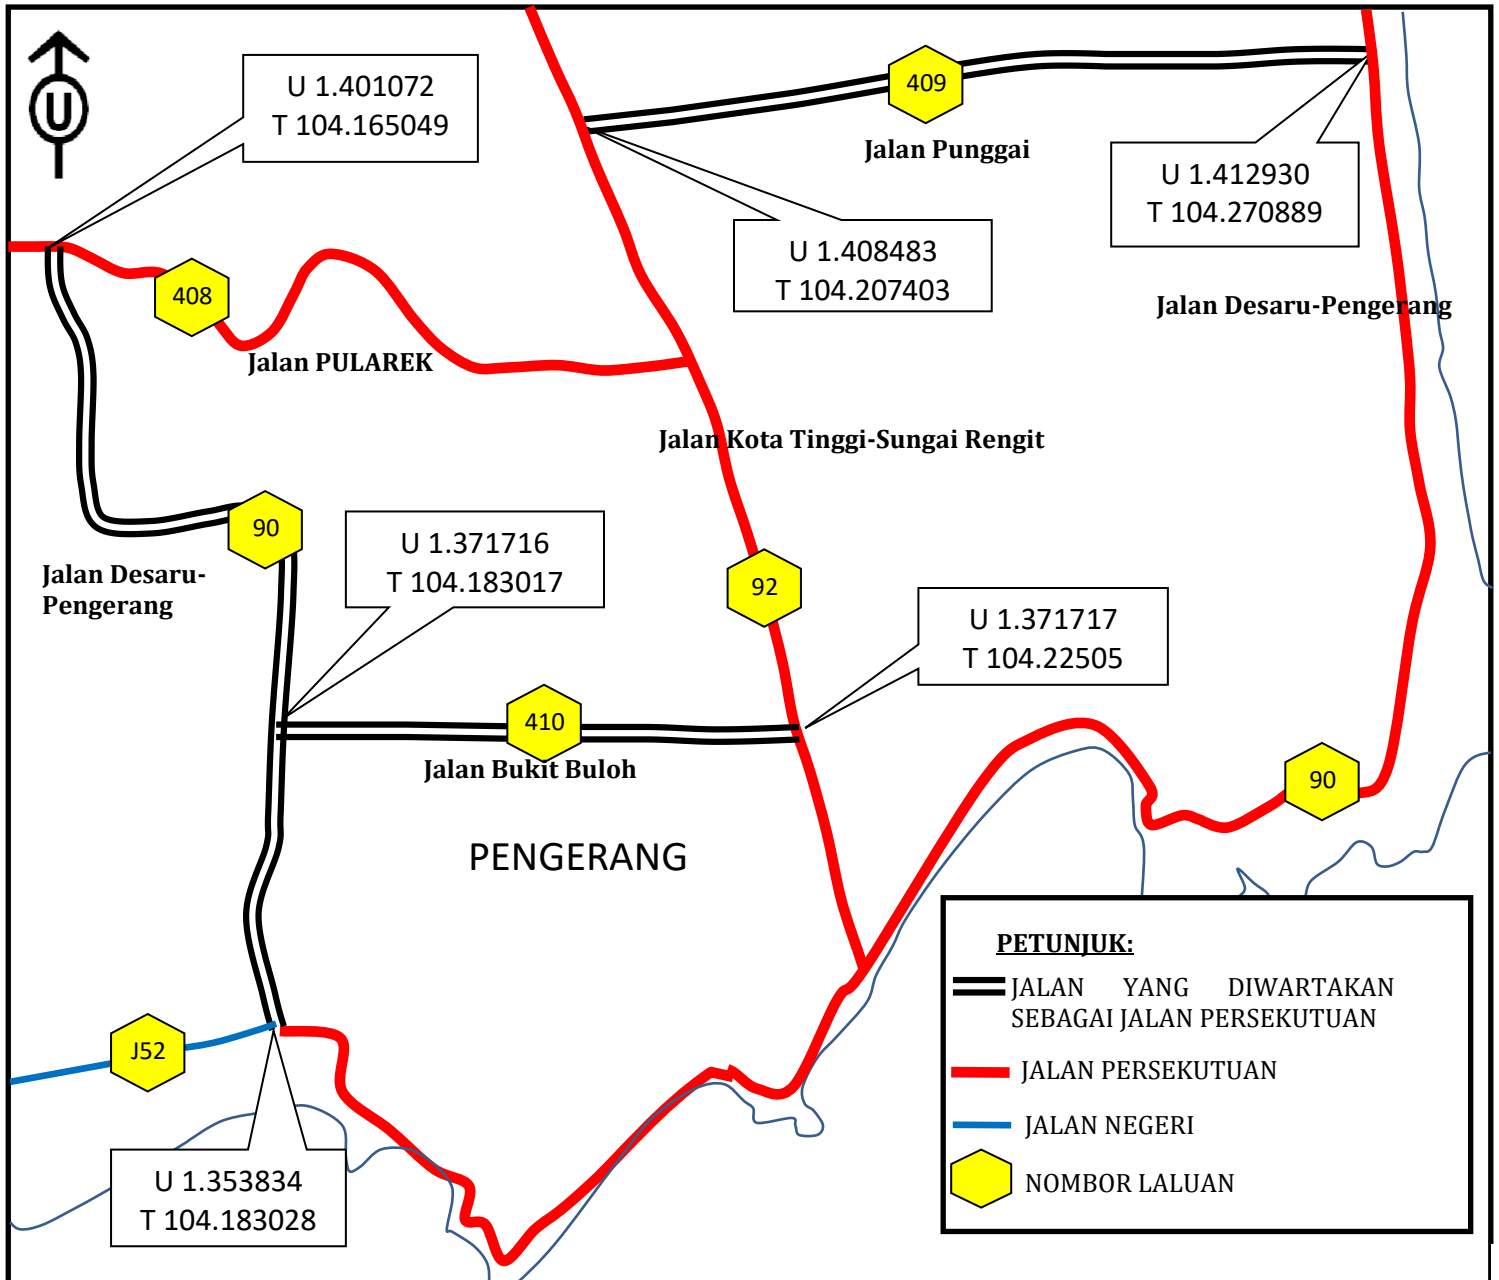 U
U 1.401072
T 104.165049
409
Jalan Punggai
U 1.412930
T 104.270889
U 1.408483
T 104.207403
408
Jalan Desaru-Pengerang
Jalan PULAREK
Jalan Kota Tinggi-Sungai Rengit
90
U 1.371716
T 104.183017
Jalan Desaru-
Pengerang
92
U 1.371717
T 104.22505
410
Jalan Bukit Buloh
90
PENGERANG
J52
U 1.353834
T 104.183028
PETUNJUK:
JALAN YANG DIWARTAKAN
SEBAGAI JALAN PERSEKUTUAN
JALAN PERSEKUTUAN
JALAN NEGERI
NOMBOR LALUAN